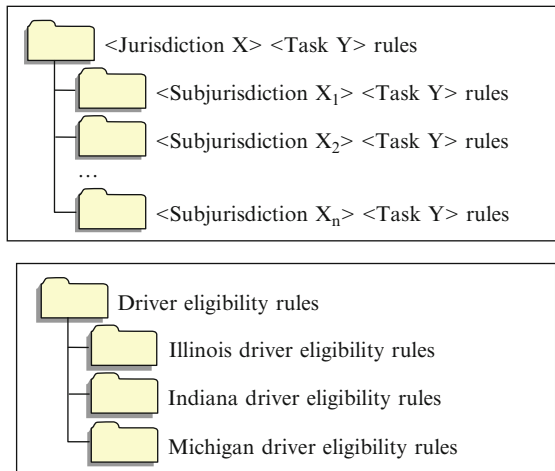 <Jurisdiction X> <Task Y> rules
<Subjurisdiction X₁> <Task Y> rules
<Subjurisdiction X₂> <Task Y> rules
...
<Subjurisdiction Xₙ> <Task Y> rules
Driver eligibility rules
Illinois driver eligibility rules
Indiana driver eligibility rules
Michigan driver eligibility rules